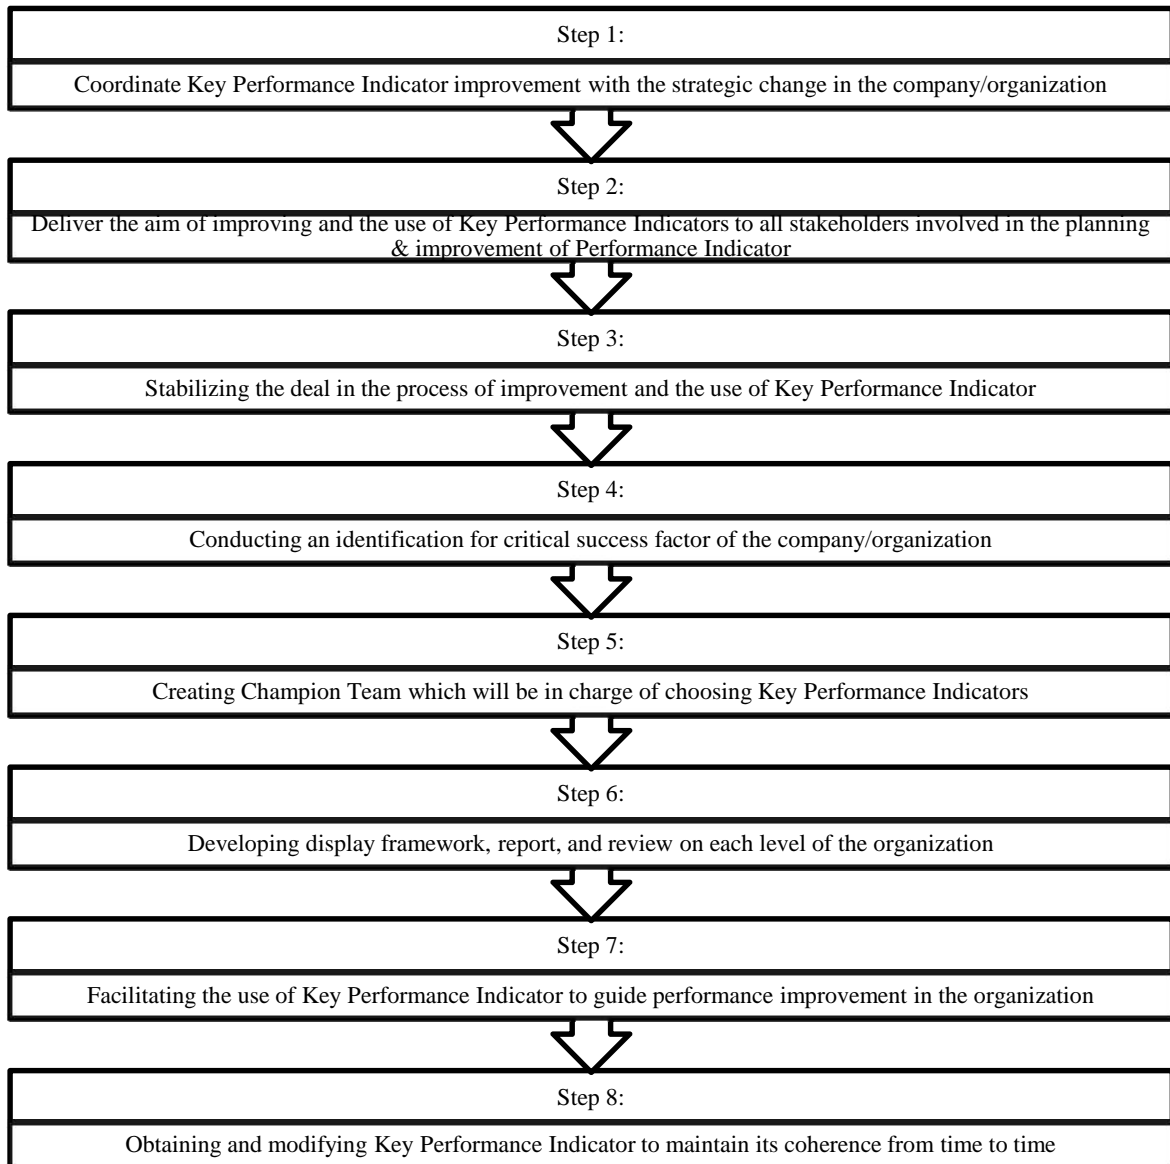 Step 1:
Coordinate Key Performance Indicator improvement with the strategic change in the company/organization
Step 2:
Deliver the aim of improving and the use of Key Performance Indicators to all stakeholders involved in the planning
& improvement of Performance Indicator
Step 3:
Stabilizing the deal in the process of improvement and the use of Key Performance Indicator
Step 4:
Conducting an identification for critical success factor of the company/organization
Step 5:
Creating Champion Team which will be in charge of choosing Key Performance Indicators
Step 6:
Developing display framework, report, and review on each level of the organization
Step 7:
Facilitating the use of Key Performance Indicator to guide performance improvement in the organization
Step 8:
Obtaining and modifying Key Performance Indicator to maintain its coherence from time to time